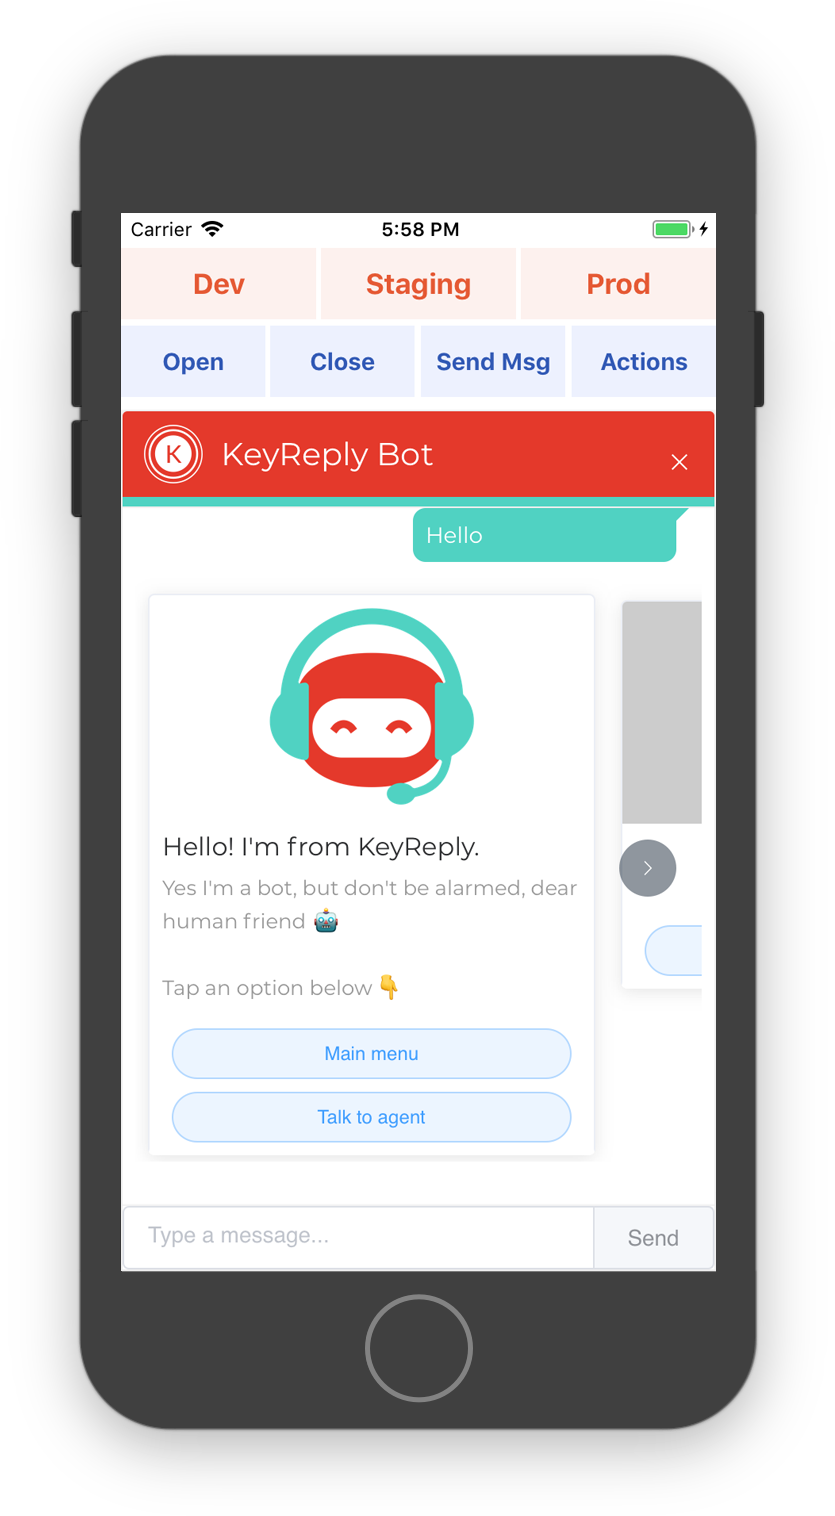 Carrier 5:58 PM
Dev Staging Prod
Open Close Send Msg Actions
K KeyReply Bot
Hello
Hello! I'm from KeyReply.
Yes I'm a bot, but don't be alarmed, dear
human friend 🤖
Tap an option below 👇
Main menu
Talk to agent
Type a message... Send